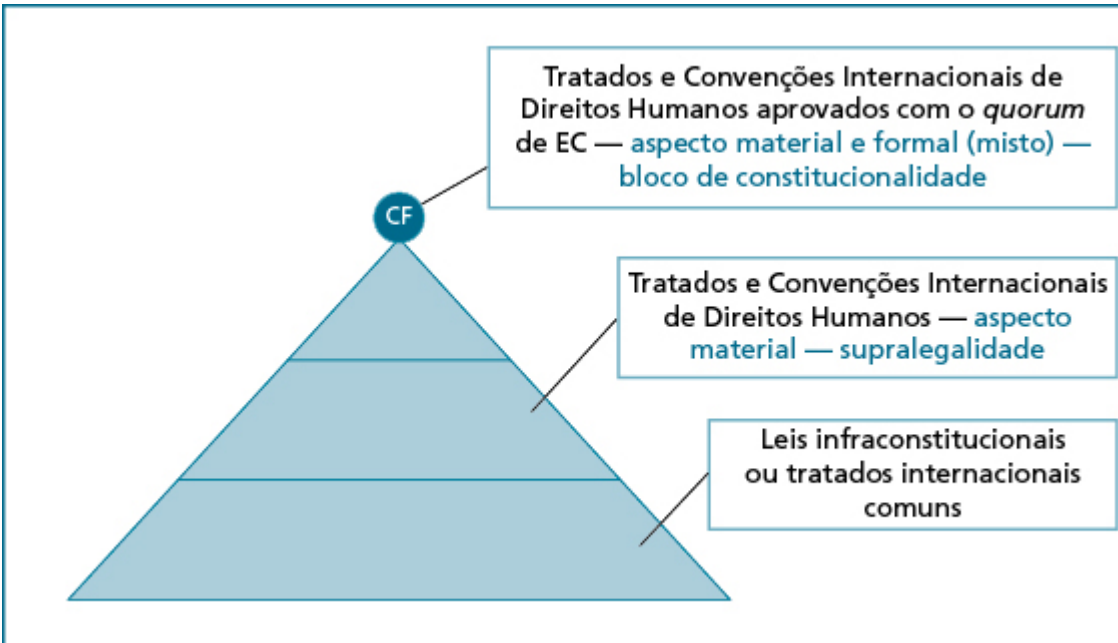 Tratados e Convenções Internacionais de
Direitos Humanos aprovados com o quorum
de EC — aspecto material e formal (misto) —
bloco de constitucionalidade
CF
Tratados e Convenções Internacionais
de Direitos Humanos — aspecto
material — supralegalidade
Leis infraconstitucionais
ou tratados internacionais
comuns